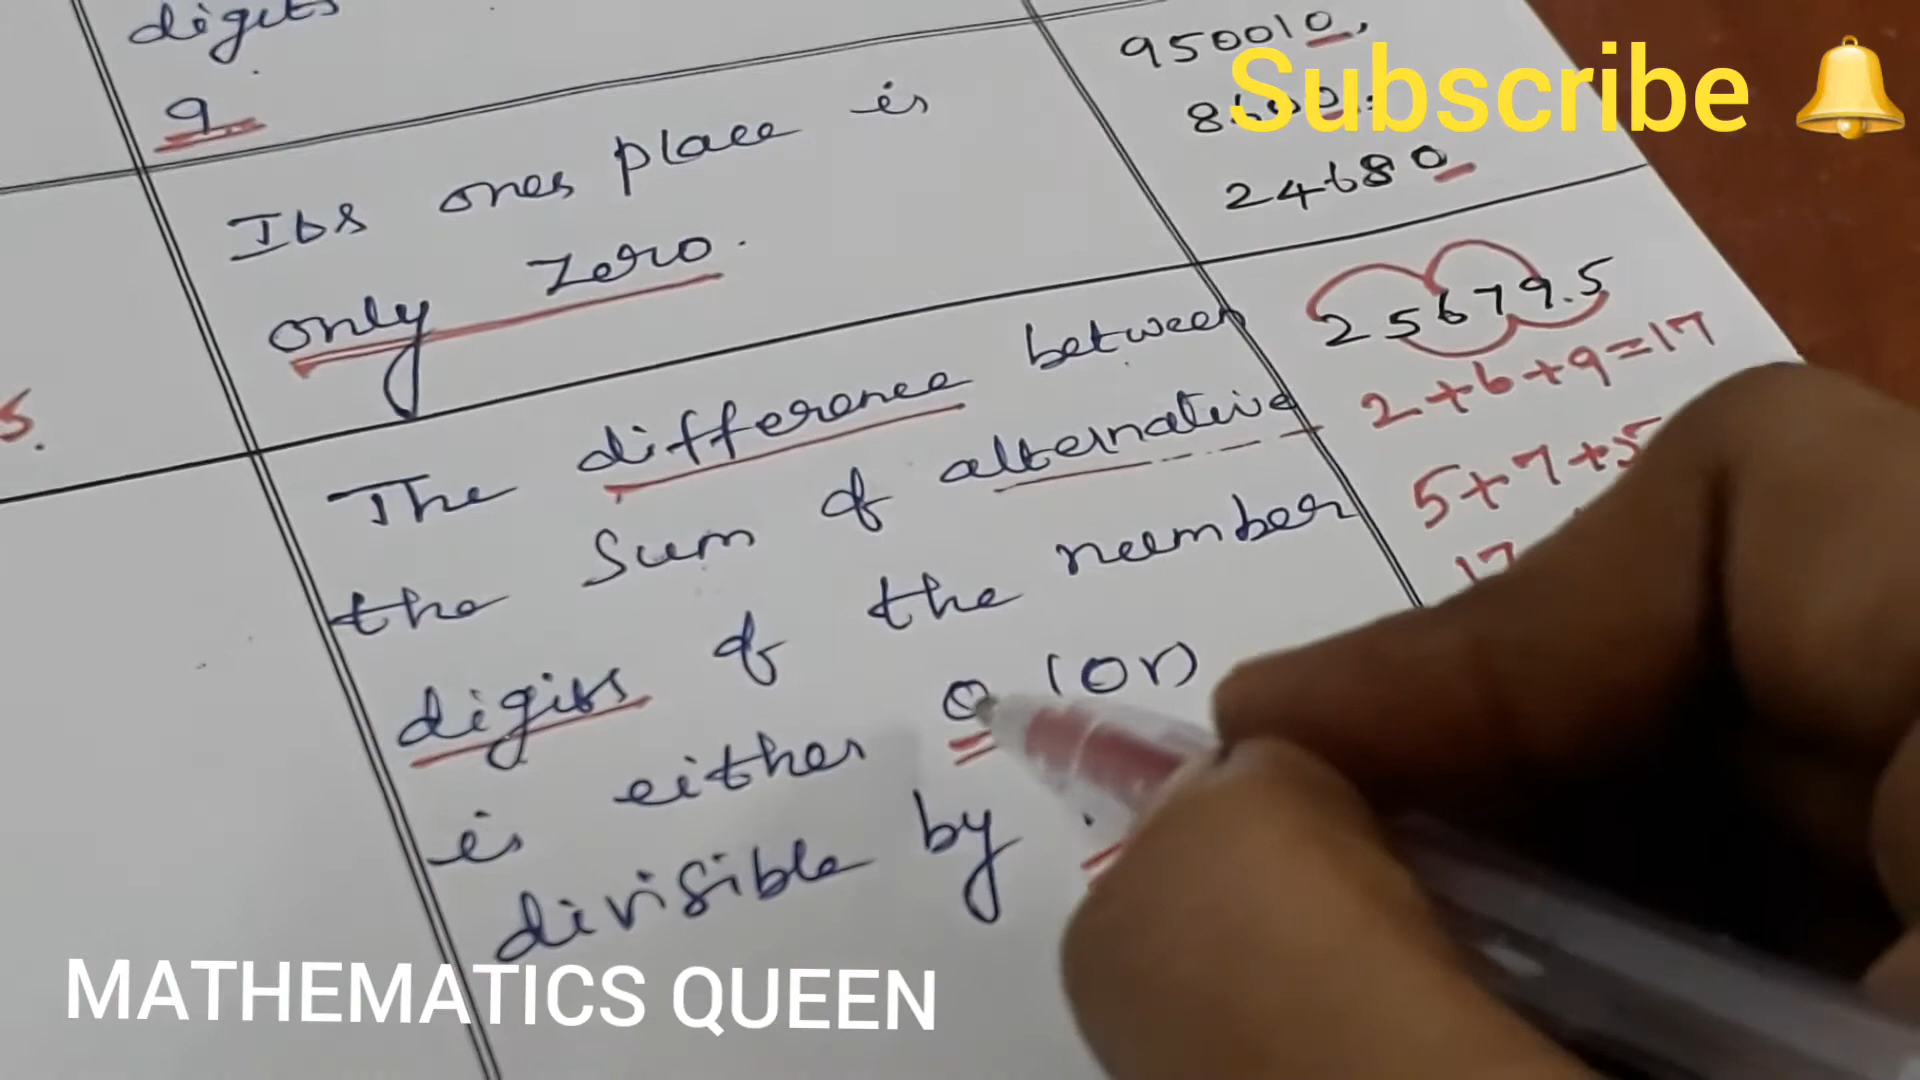 digits
9
Its ones place is
only Zero.
The difference between
the Sum of alternative
digits of the number
is either 0 (or)
divisible by
950010,
Subscribe
24680
256795
2+6+9=17
5+7+5
17
5.
MATHEMATICS QUEEN